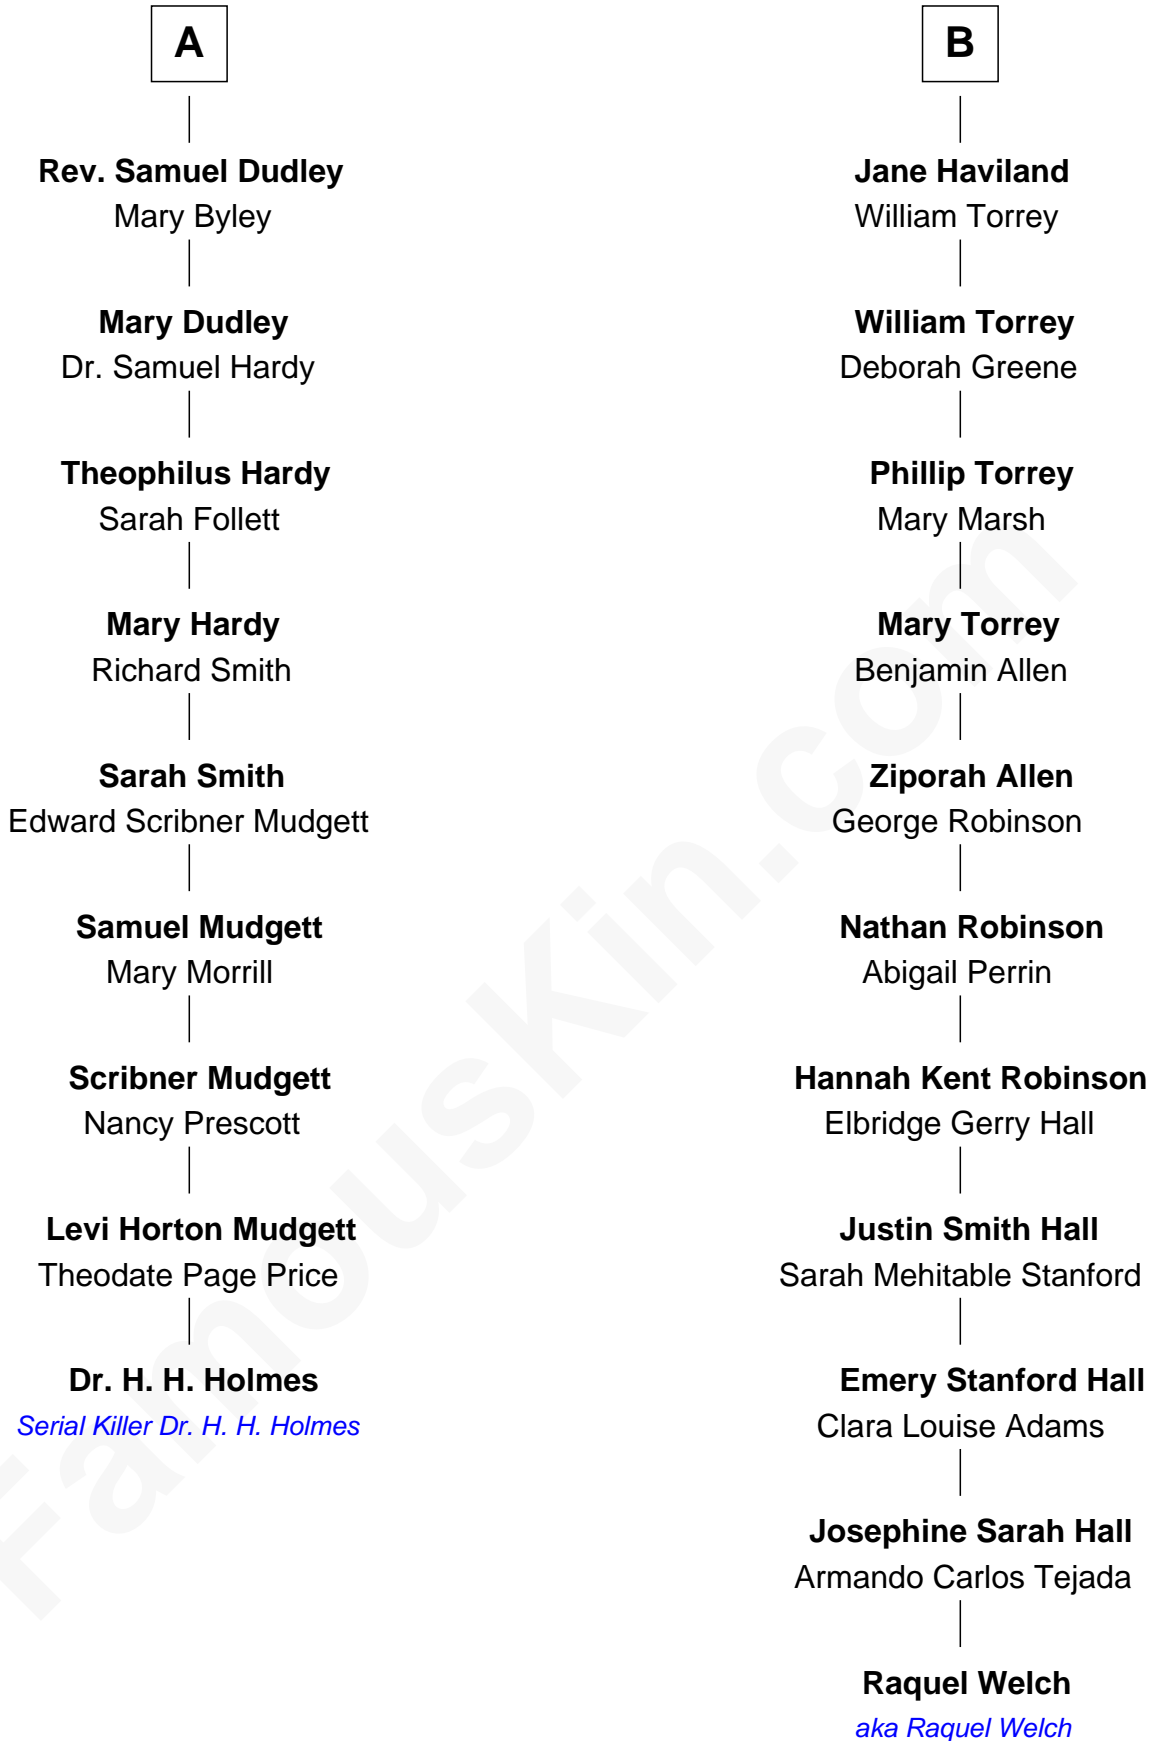 A
Rev. Samuel Dudley
Mary Byley
Mary Dudley
Dr. Samuel Hardy
Theophilus Hardy
Sarah Follett
Mary Hardy
Richard Smith
Sarah Smith
Edward Scribner Mudgett
Samuel Mudgett
Mary Morrill
Scribner Mudgett
Nancy Prescott
Levi Horton Mudgett
Theodate Page Price
Dr. H. H. Holmes
Serial Killer Dr. H. H. Holmes
B
Jane Haviland
William Torrey
William Torrey
Deborah Greene
Phillip Torrey
Mary Marsh
Mary Torrey
Benjamin Allen
Ziporah Allen
George Robinson
Nathan Robinson
Abigail Perrin
Hannah Kent Robinson
Elbridge Gerry Hall
Justin Smith Hall
Sarah Mehitable Stanford
Emery Stanford Hall
Clara Louise Adams
Josephine Sarah Hall
Armando Carlos Tejada
Raquel Welch
aka Raquel Welch
FamousKin.com